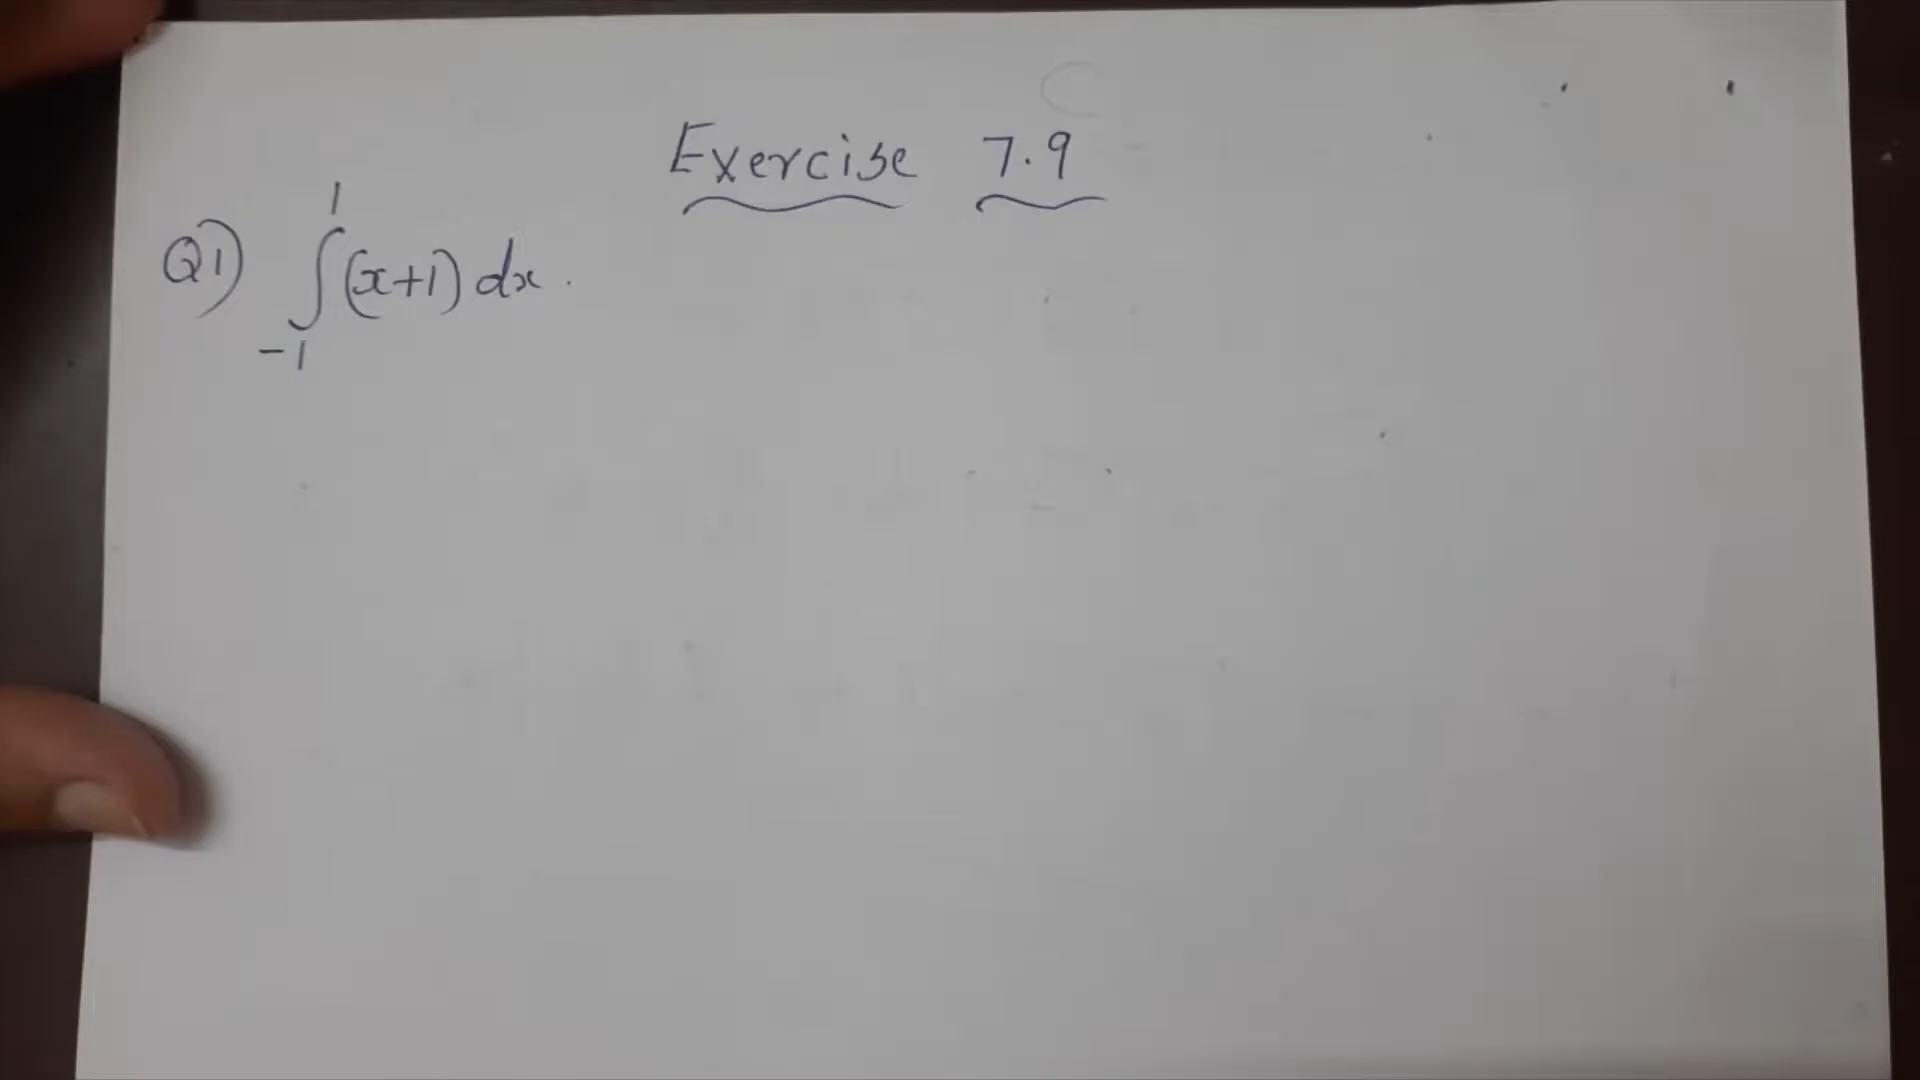 Exercise 7.9
Q1) ∫₋₁¹ (x+1) dx.